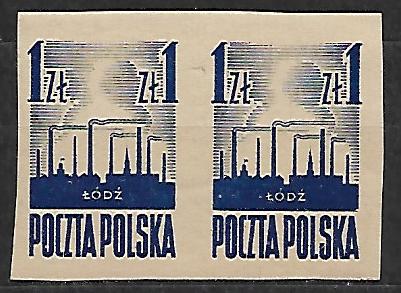 1 ZŁ ZŁ 1
ŁÓDŹ
POCZTA POLSKA
1 ZŁ ZŁ 1
ŁÓDŹ
POCZTA POLSKA